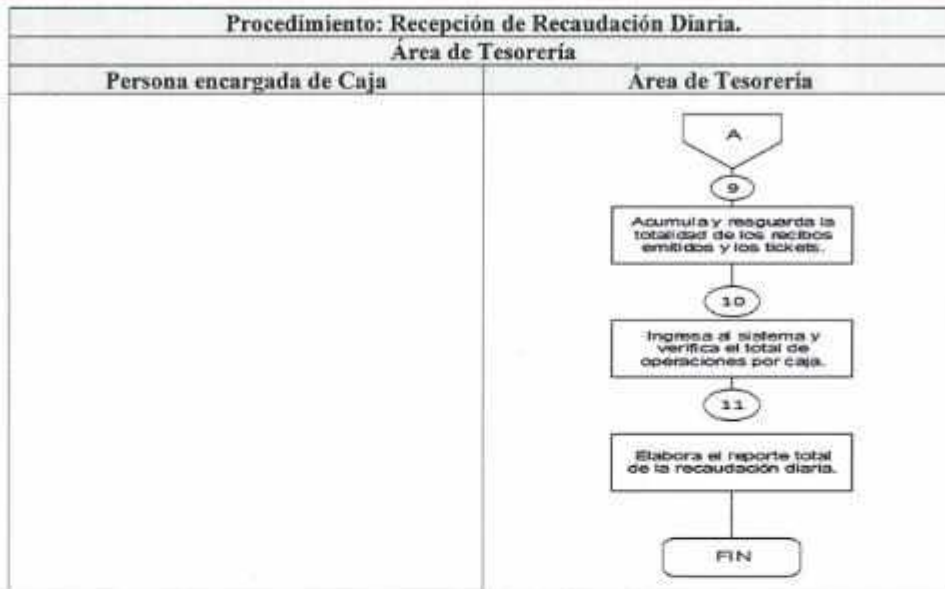 Procedimiento: Recepción de Recaudación Diaria.
Área de Tesorería
Persona encargada de Caja
Área de Tesorería
A
9
Acumula y resguarda la
totalidad de los recibos
emitidos y los tickets.
10
Ingresa al sistema y
verifica el total de
operaciones por caja.
11
Elabora el reporte total
de la recaudación diaria.
FIN